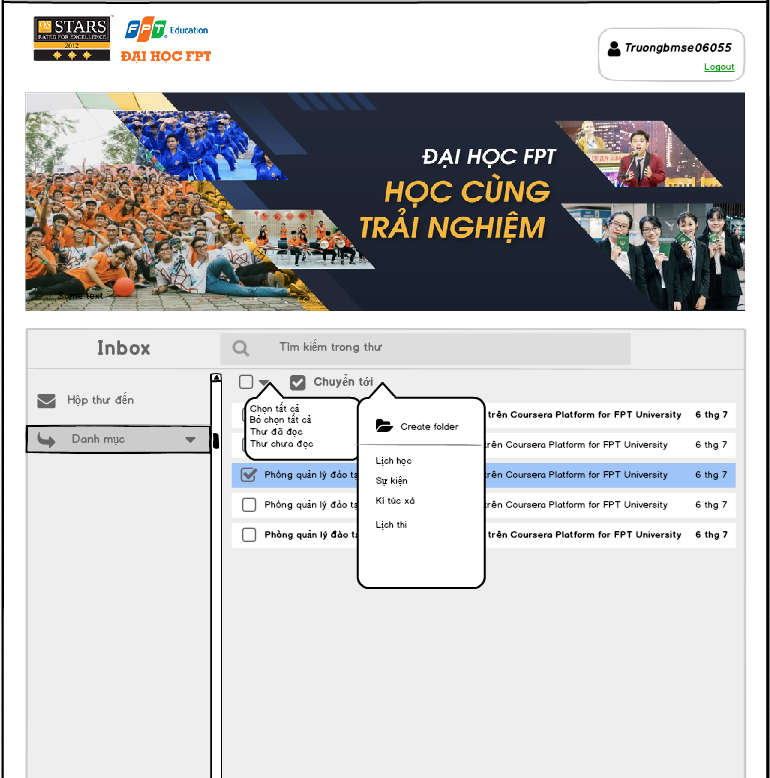 QS STARS
RATED FOR EXCELLENCE
2012
FPT. Education
ĐẠI HỌC FPT
Truongbmse06055
Logout
ĐẠI HỌC FPT
HỌC CÙNG
TRẢI NGHIỆM
Some text
Inbox
Tìm kiếm trong thư
Hộp thư đến
Danh mục
Chuyển tới
Chọn tất cả
Bỏ chọn tất cả
Thư đã đọc
Thư chưa đọc
Create folder
Lịch học
Sự kiện
Kí túc xá
Lịch thi
trên Coursera Platform for FPT University 6 thg 7
trên Coursera Platform for FPT University 6 thg 7
Phòng quản lý đào tạ trên Coursera Platform for FPT University 6 thg 7
Phòng quản lý đào tạ trên Coursera Platform for FPT University 6 thg 7
Phòng quản lý đào tạ trên Coursera Platform for FPT University 6 thg 7